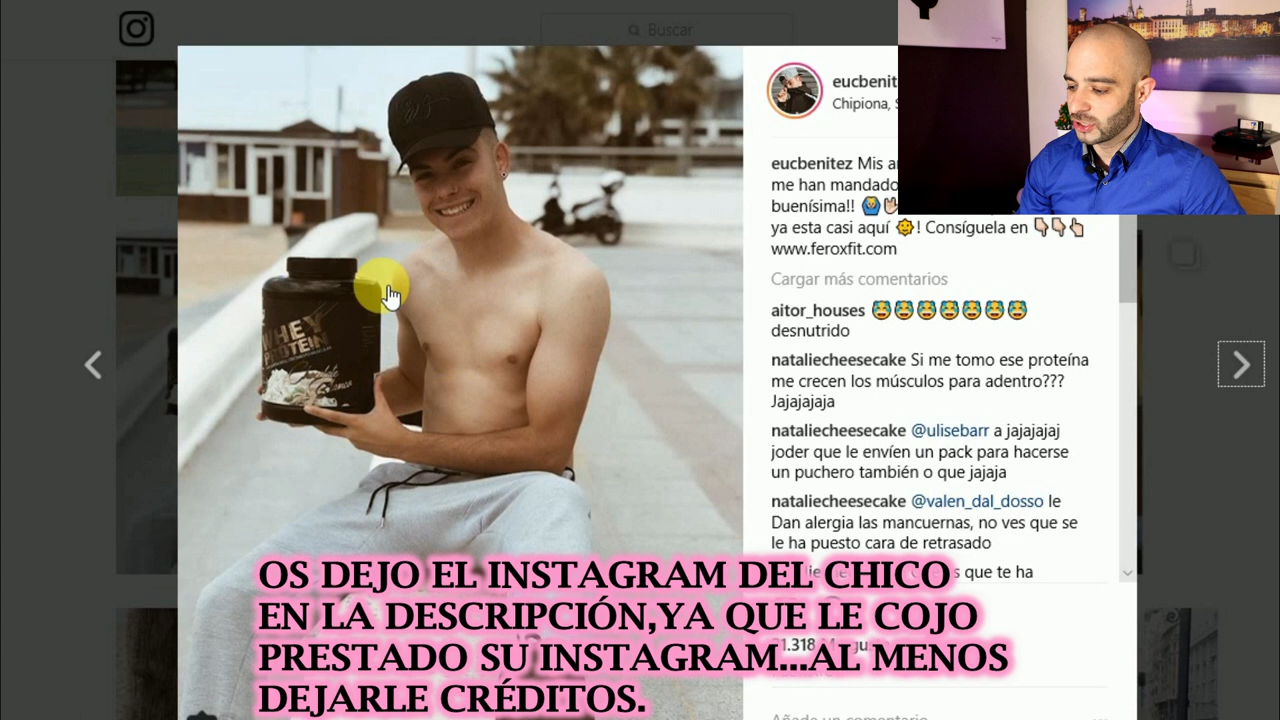 Buscar
eucbenit
Chipiona, S
eucbenitez Mis a
me han mandado
buenísima!!
ya esta casi aquí ! Consíguela en
www.feroxfit.com
Cargar más comentarios
aitor_houses
desnutrido
nataliecheesecake Si me tomo ese proteína
me crecen los músculos para adentro???
Jajajajaja
nataliecheesecake @ulisebarr a jajajajaj
joder que le envíen un pack para hacerse
un puchero también o que jajaja
nataliecheesecake @valen_dal_dosso le
Dan alergia las mancuernas, no ves que se
le ha puesto cara de retrasado
s que te ha
WHEY
PROTEIN
OS DEJO EL INSTAGRAM DEL CHICO
EN LA DESCRIPCIÓN,YA QUE LE COJO
PRESTADO SU INSTAGRAM...AL MENOS
DEJARLE CRÉDITOS.